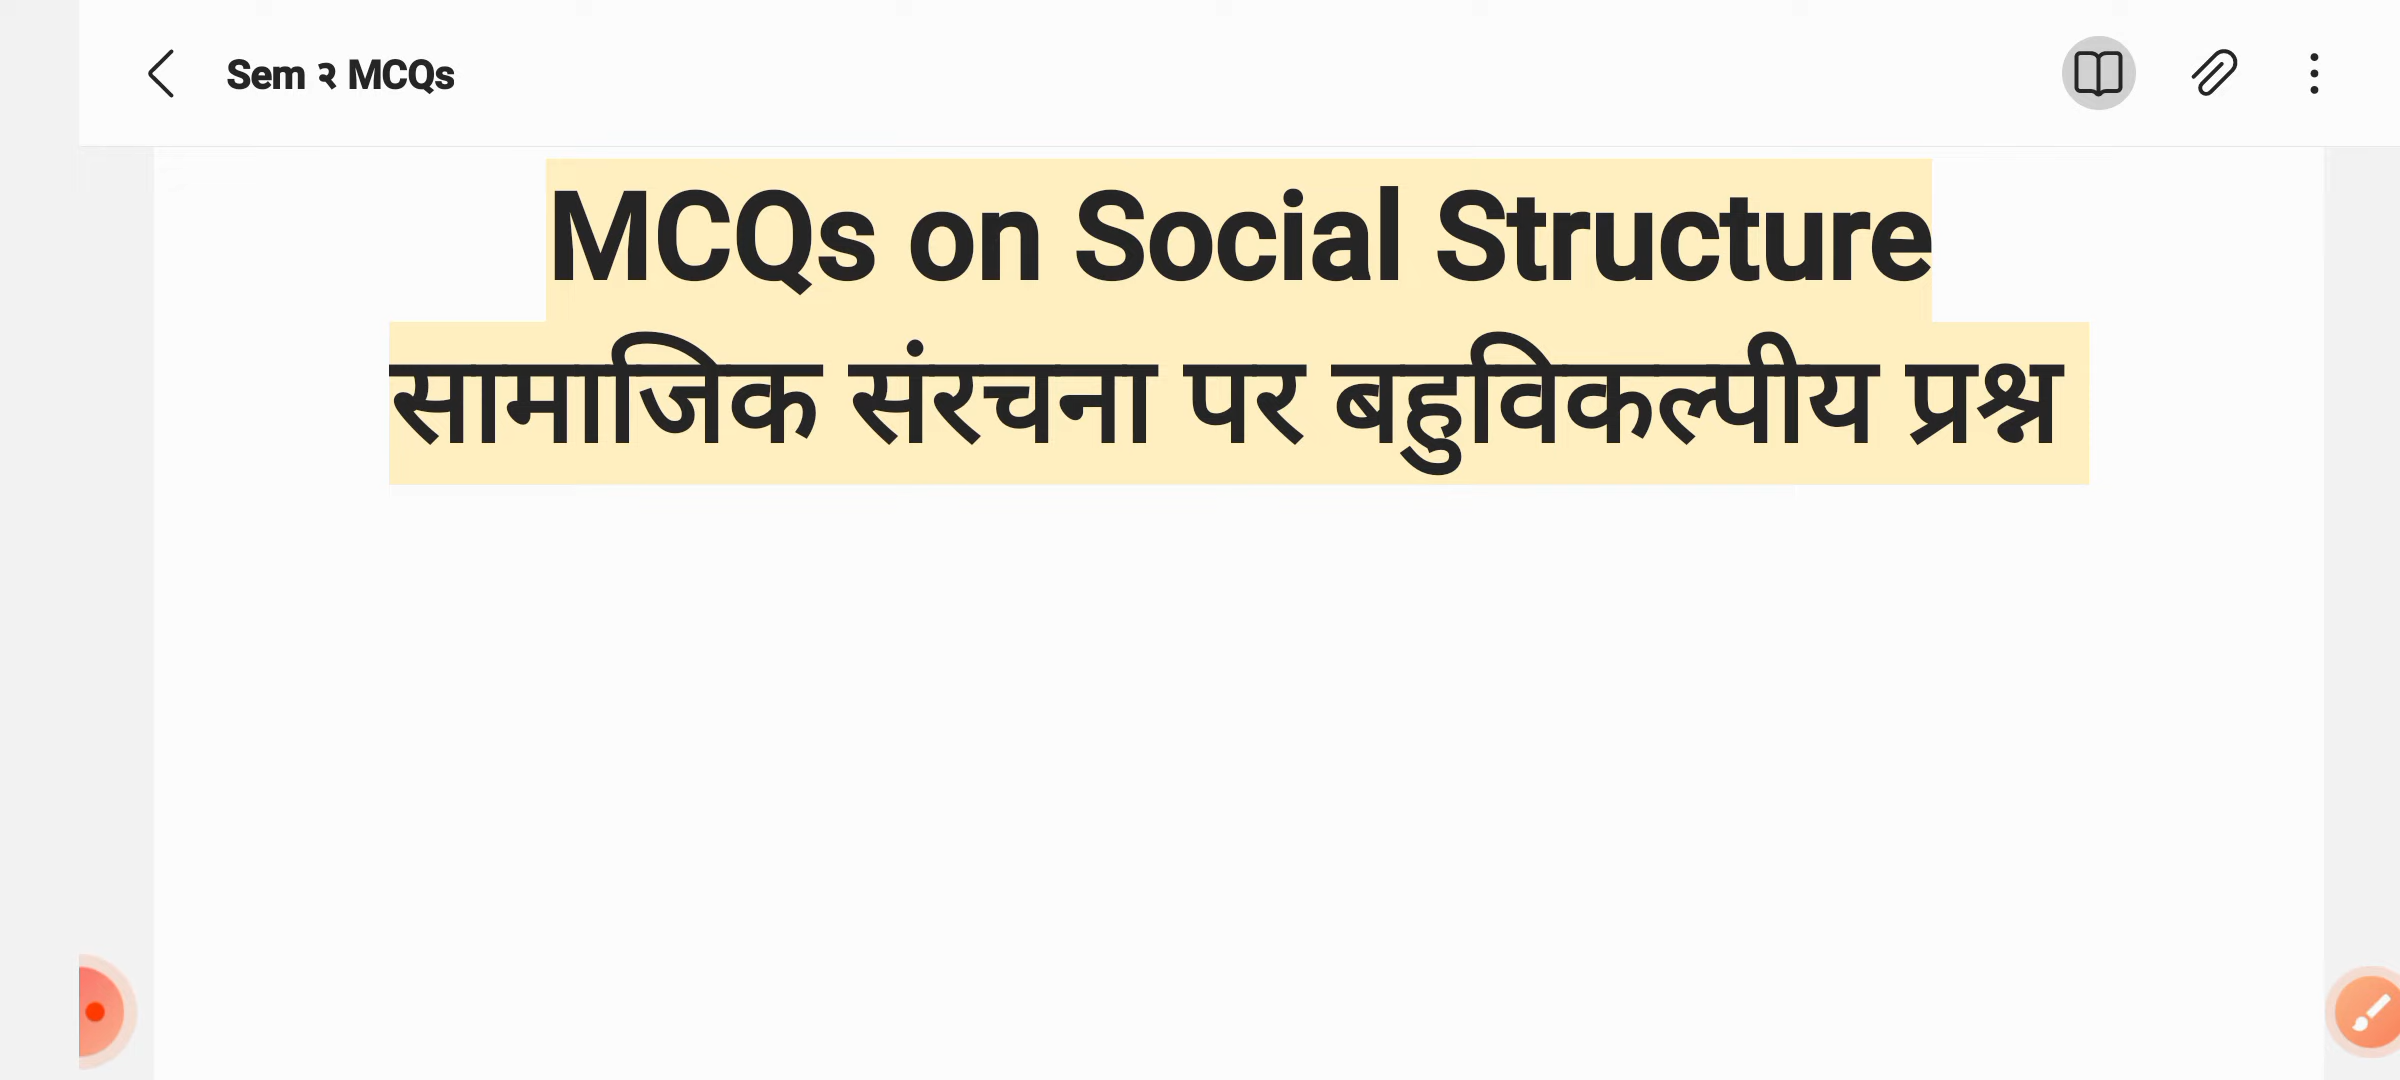 Sem २ MCQs
MCQs on Social Structure
सामाजिक संरचना पर बहुविकल्पीय प्रश्न